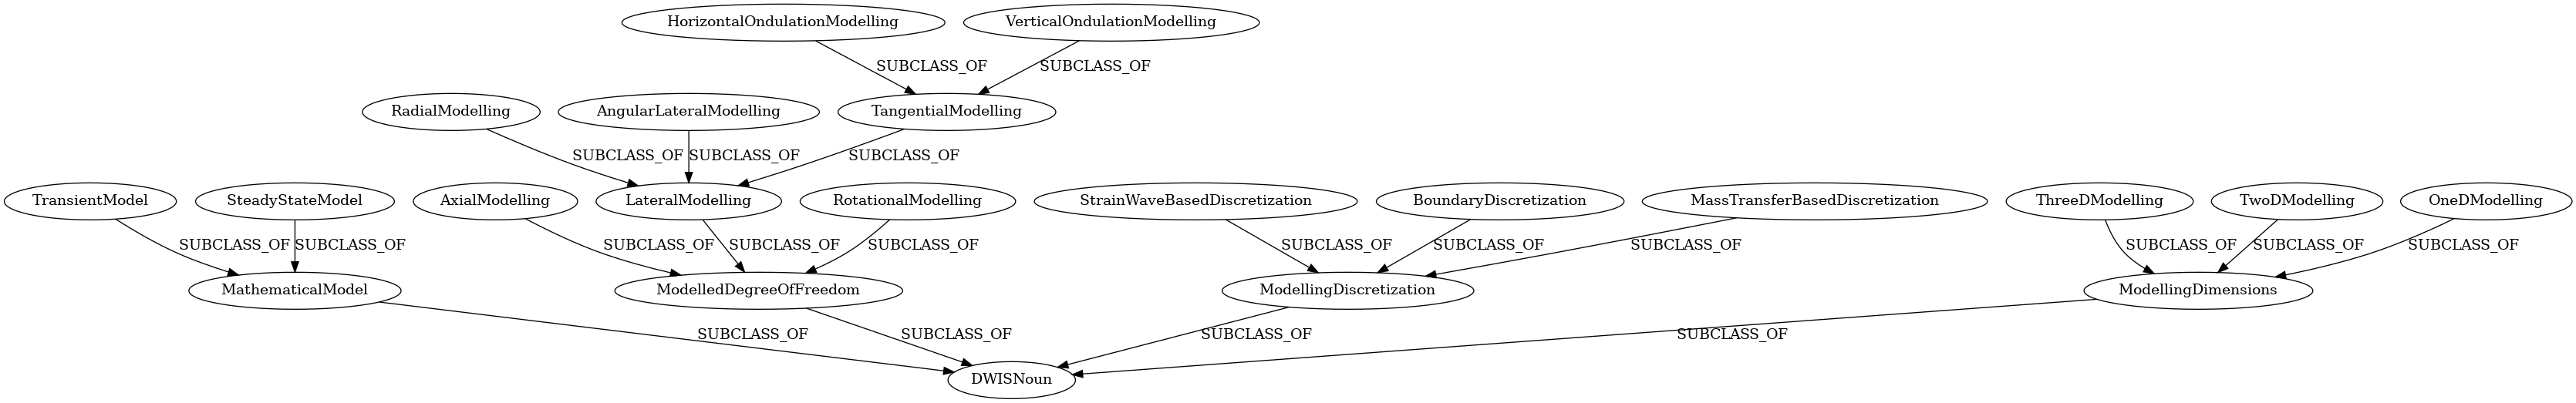 HorizontalOndulationModelling
VerticalOndulationModelling
SUBCLASS_OF
SUBCLASS_OF
RadialModelling
AngularLateralModelling
TangentialModelling
SUBCLASS_OF
SUBCLASS_OF
SUBCLASS_OF
TransientModel
SteadyStateModel
AxialModelling
LateralModelling
RotationalModelling
StrainWaveBasedDiscretization
BoundaryDiscretization
MassTransferBasedDiscretization
ThreeDModelling
TwoDModelling
OneDModelling
SUBCLASS_OF
SUBCLASS_OF
SUBCLASS_OF
SUBCLASS_OF
SUBCLASS_OF
SUBCLASS_OF
SUBCLASS_OF
SUBCLASS_OF
SUBCLASS_OF
SUBCLASS_OF
SUBCLASS_OF
MathematicalModel
ModelledDegreeOfFreedom
ModellingDiscretization
ModellingDimensions
SUBCLASS_OF
SUBCLASS_OF
SUBCLASS_OF
SUBCLASS_OF
DWISNoun